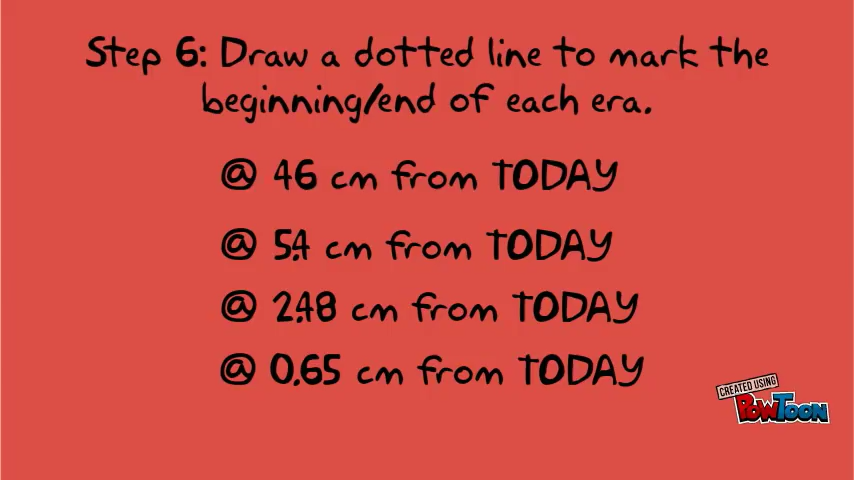 Step 6: Draw a dotted line to mark the
beginning/end of each era.
@ 46 cm from TODAY
@ 5.4 cm from TODAY
@ 2.48 cm from TODAY
@ 0.65 cm from TODAY
CREATED USING
POWTOON